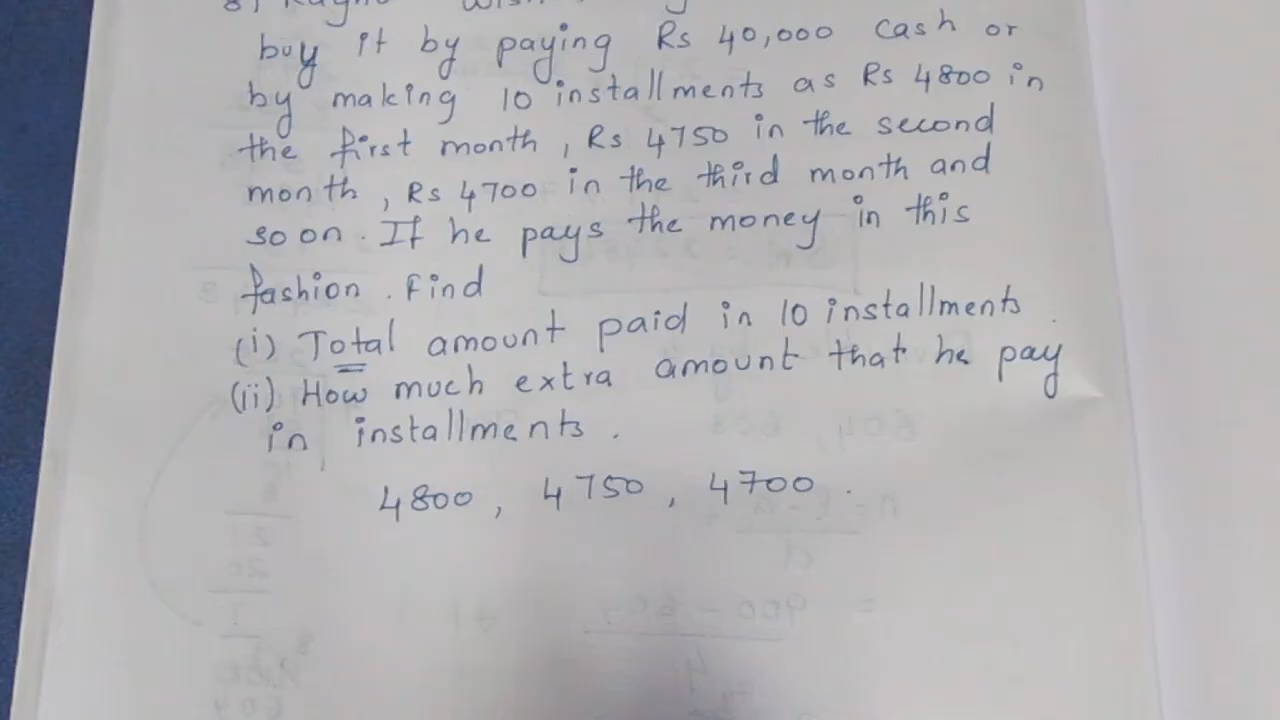 buy it by paying Rs 40,000 cash or
by making 10 installments as Rs 4800 in
the first month, Rs 4750 in the second
month, Rs 4700 in the third month and
so on. If he pays the money in this
fashion. Find
(i) Total amount paid in 10 installments.
(ii) How much extra amount that he pay
in installments.
4800, 4750, 4700.